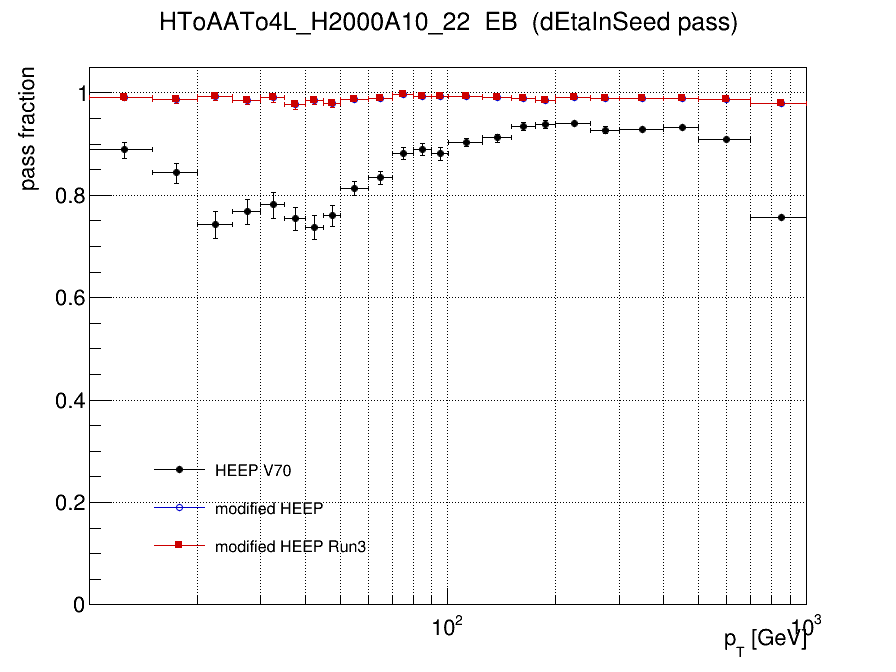 HToAATo4L_H2000A10_22 EB (dEtaInSeed pass)
pass fraction
1
0.8
0.6
0.4
0.2
0
HEEP V70
modified HEEP
modified HEEP Run3
10²
10³
p_T [GeV]